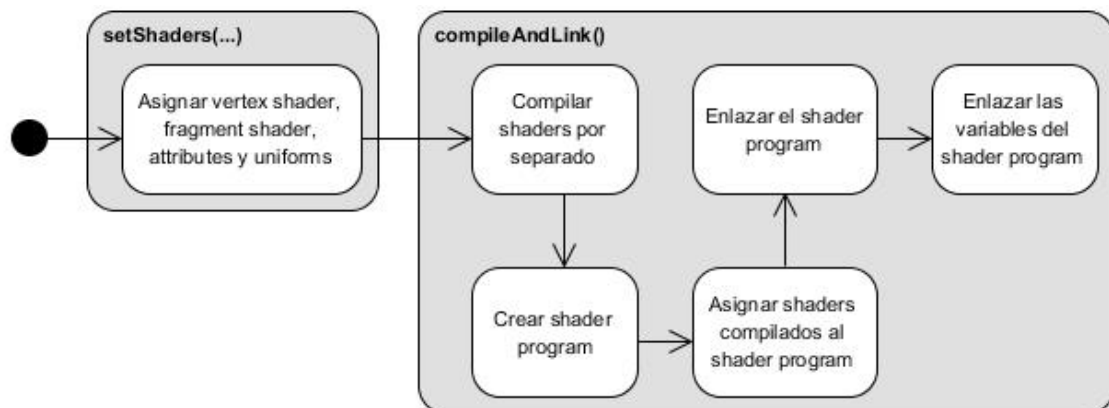 setShaders(...)
Asignar vertex shader,
fragment shader,
attributes y uniforms
compileAndLink()
Compilar
shaders por
separado
Crear shader
program
Asignar shaders
compilados al
shader program
Enlazar el shader
program
Enlazar las
variables del
shader program